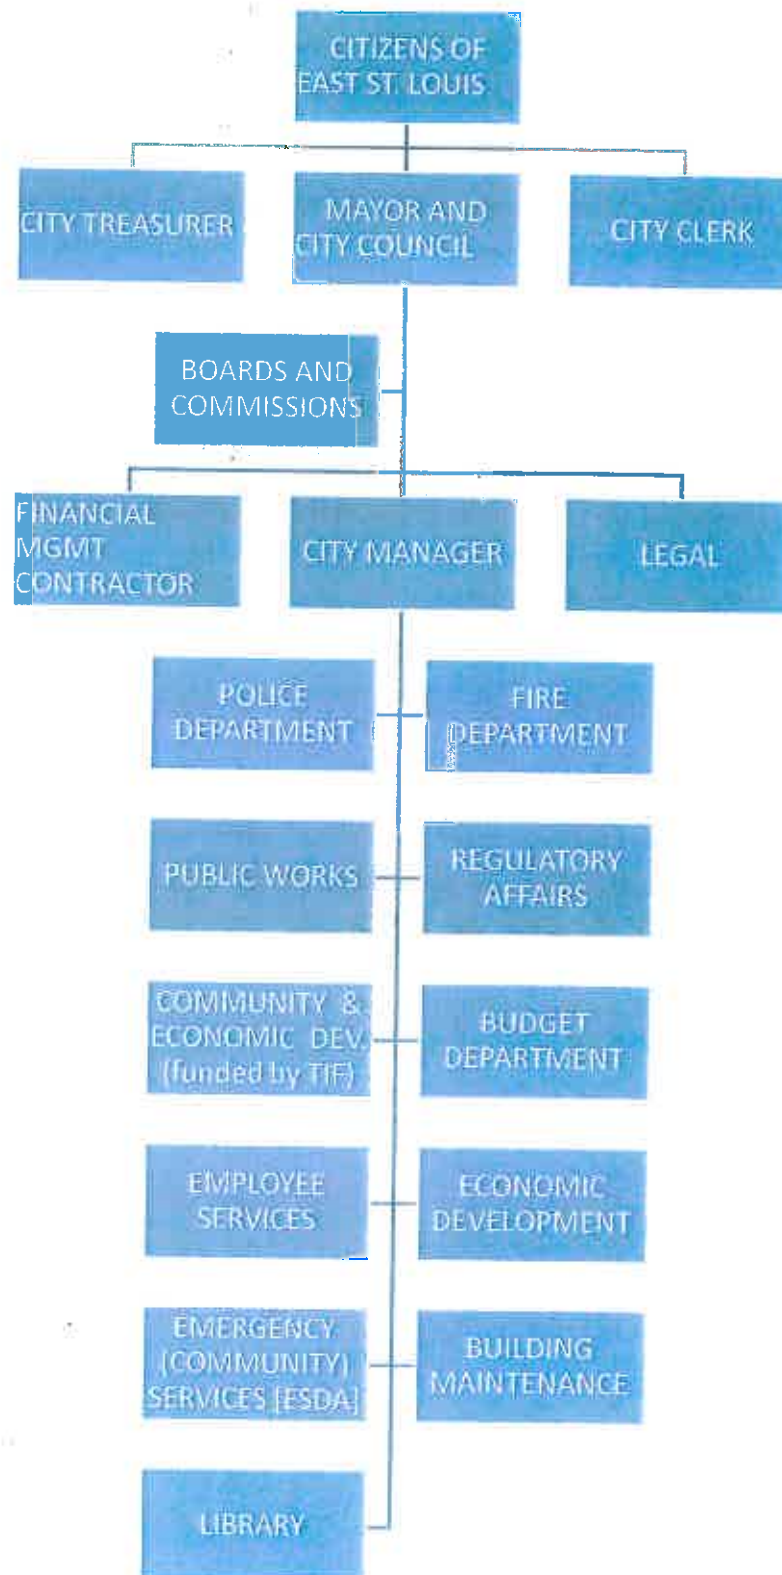 CITIZENS OF
EAST ST. LOUIS
CITY TREASURER
MAYOR AND
CITY COUNCIL
CITY CLERK
BOARDS AND
COMMISSIONS
FINANCIAL
MGMT
CONTRACTOR
CITY MANAGER
LEGAL
POLICE
DEPARTMENT
FIRE
DEPARTMENT
PUBLIC WORKS
REGULATORY
AFFAIRS
COMMUNITY &
ECONOMIC DEV.
(funded by TIF)
BUDGET
DEPARTMENT
EMPLOYEE
SERVICES
ECONOMIC
DEVELOPMENT
EMERGENCY
(COMMUNITY)
SERVICES [ESDA]
BUILDING
MAINTENANCE
LIBRARY